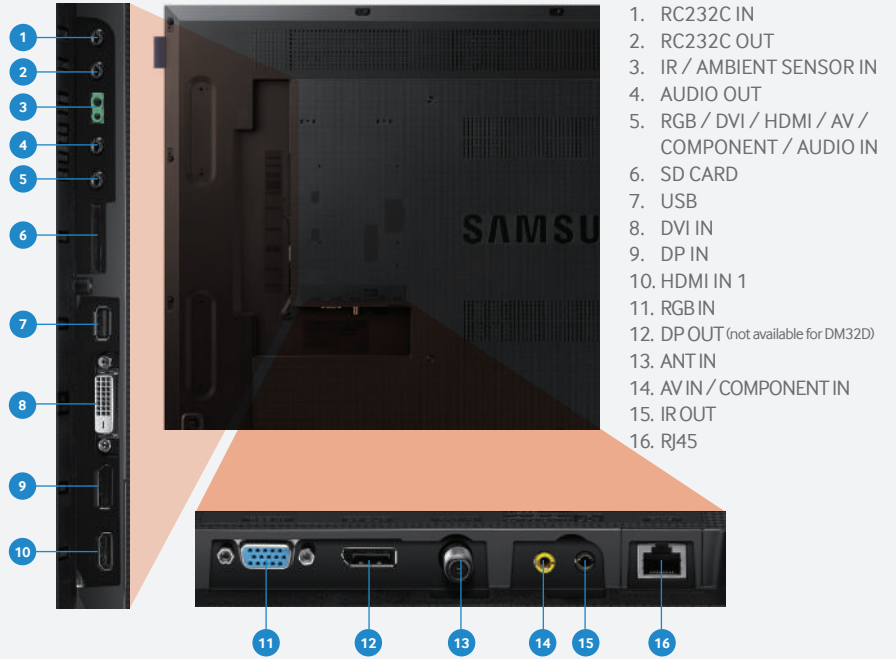 1
2
3
4
5
6
7
8
9
10
SAMSU
11
12
13
14
15
16
1. RC232C IN
2. RC232C OUT
3. IR / AMBIENT SENSOR IN
4. AUDIO OUT
5. RGB / DVI / HDMI / AV /
COMPONENT / AUDIO IN
6. SD CARD
7. USB
8. DVI IN
9. DP IN
10. HDMI IN 1
11. RGB IN
12. DP OUT (not available for DM32D)
13. ANT IN
14. AV IN / COMPONENT IN
15. IR OUT
16. RJ45